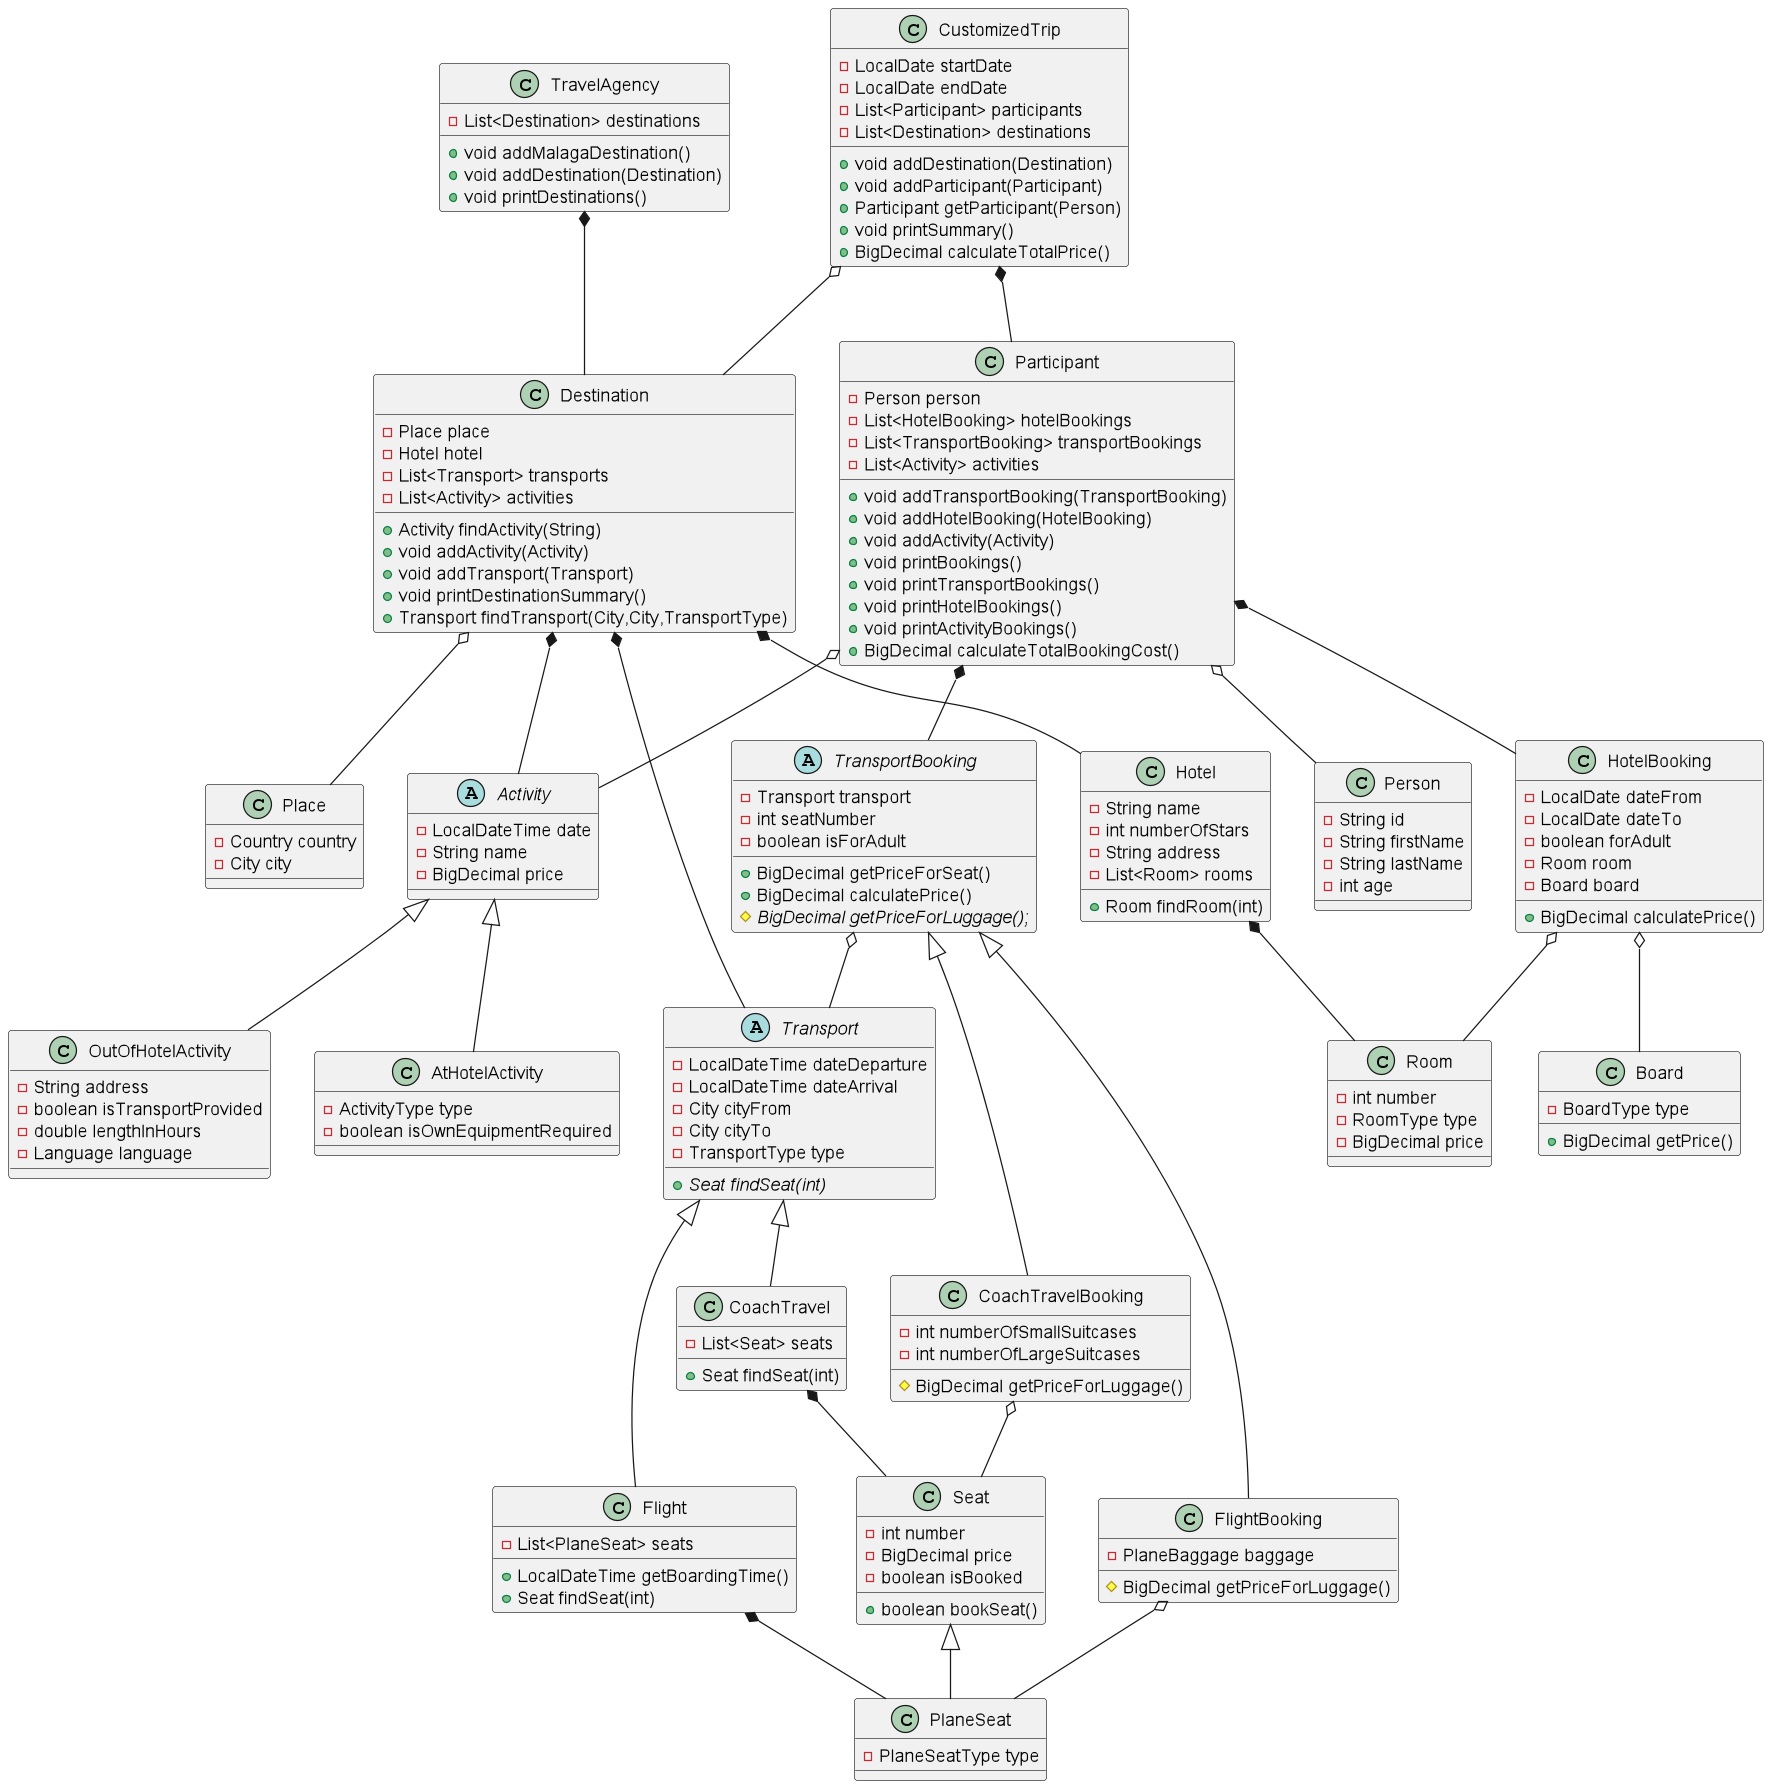 C CustomizedTrip
LocalDate startDate
LocalDate endDate
List<Participant> participants
List<Destination> destinations
void addDestination(Destination)
void addParticipant(Participant)
Participant getParticipant(Person)
void printSummary()
BigDecimal calculateTotalPrice()
C TravelAgency
List<Destination> destinations
void addMalagaDestination()
void addDestination(Destination)
void printDestinations()
C Destination
Place place
Hotel hotel
List<Transport> transports
List<Activity> activities
Activity findActivity(String)
void addActivity(Activity)
void addTransport(Transport)
void printDestinationSummary()
Transport findTransport(City,City,TransportType)
C Participant
Person person
List<HotelBooking> hotelBookings
List<TransportBooking> transportBookings
List<Activity> activities
void addTransportBooking(TransportBooking)
void addHotelBooking(HotelBooking)
void addActivity(Activity)
void printBookings()
void printTransportBookings()
void printHotelBookings()
void printActivityBookings()
BigDecimal calculateTotalBookingCost()
C Place
Country country
City city
A Activity
LocalDateTime date
String name
BigDecimal price
A TransportBooking
Transport transport
int seatNumber
boolean isForAdult
BigDecimal getPriceForSeat()
BigDecimal calculatePrice()
BigDecimal getPriceForLuggage();
C Hotel
String name
int numberOfStars
String address
List<Room> rooms
Room findRoom(int)
C Person
String id
String firstName
String lastName
int age
C HotelBooking
LocalDate dateFrom
LocalDate dateTo
boolean forAdult
Room room
Board board
BigDecimal calculatePrice()
C OutOfHotelActivity
String address
boolean isTransportProvided
double lengthInHours
Language language
C AtHotelActivity
ActivityType type
boolean isOwnEquipmentRequired
A Transport
LocalDateTime dateDeparture
LocalDateTime dateArrival
City cityFrom
City cityTo
TransportType type
Seat findSeat(int)
C Room
int number
RoomType type
BigDecimal price
C Board
BoardType type
BigDecimal getPrice()
C CoachTravel
List<Seat> seats
Seat findSeat(int)
C CoachTravelBooking
int numberOfSmallSuitcases
int numberOfLargeSuitcases
BigDecimal getPriceForLuggage()
C Flight
List<PlaneSeat> seats
LocalDateTime getBoardingTime()
Seat findSeat(int)
C Seat
int number
BigDecimal price
boolean isBooked
boolean bookSeat()
C FlightBooking
PlaneBaggage baggage
BigDecimal getPriceForLuggage()
C PlaneSeat
PlaneSeatType type